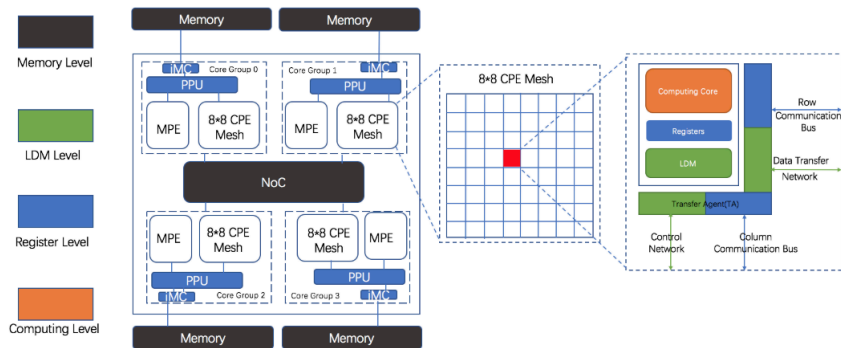 Memory Level
LDM Level
Register Level
Computing Level
Memory
Memory
iMC
Core Group 0
PPU
MPE
8*8 CPE
Mesh
Core Group 1
iMC
PPU
MPE
8*8 CPE
Mesh
NoC
MPE
8*8 CPE
Mesh
PPU
iMC
Core Group 2
8*8 CPE
Mesh
MPE
PPU
Core Group 3
iMC
Memory
Memory
8*8 CPE Mesh
Computing Core
Registers
LDM
Transfer Agent(TA)
Row
Communication
Bus
Data Transfer
Network
Control
Network
Column
Communication Bus